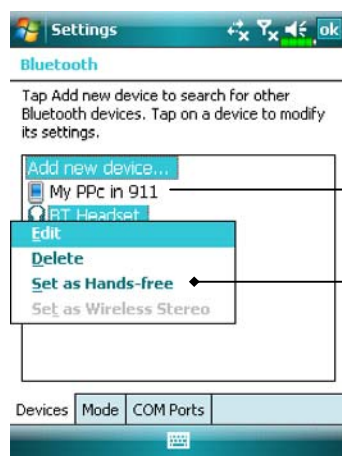 Settings ok
Bluetooth
Tap Add new device to search for other
Bluetooth devices. Tap on a device to modify
its settings.
Add new device...
My PPc in 911
BT Headset
Edit
Delete
Set as Hands-free
Set as Wireless Stereo
Devices Mode COM Ports